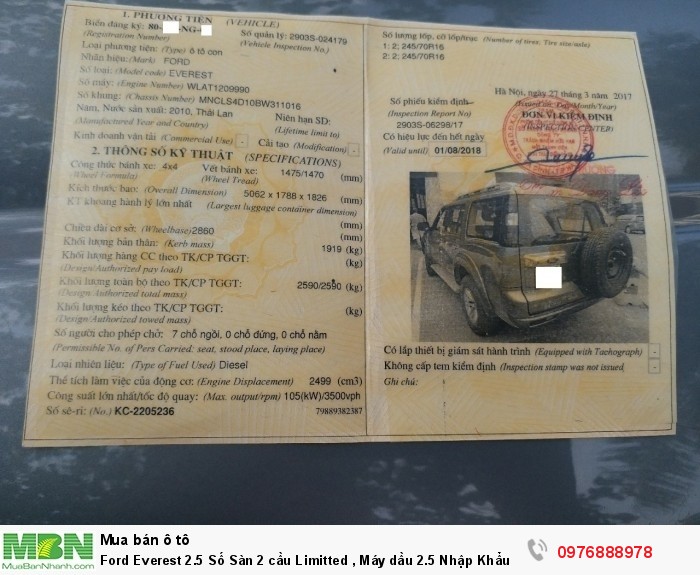 1. PHƯƠNG TIỆN (VEHICLE)
Biển đăng ký: 80- -NG- Số quản lý: 2903S-024179
(Registration Number) (Vehicle Inspection No.)
Loại phương tiện: (Type) ô tô con
Nhãn hiệu: (Mark) FORD
Số loại: (Model code) EVEREST
Số máy: (Engine Number) WLAT1209990
Số khung: (Chassis Number) MNCLS4D10BW311016
Năm, Nước sản xuất: 2010, Thái Lan Niên hạn SD:
(Manufactured Year and Country) (Lifetime limit to)
Kinh doanh vận tải (Commercial Use) - Cải tạo (Modification) -
2. THÔNG SỐ KỸ THUẬT (SPECIFICATIONS)
Công thức bánh xe: 4x4 Vết bánh xe: 1475/1470 (mm)
(Wheel Formula) (Wheel Tread)
Kích thước bao: (Overall Dimension) 5062 x 1788 x 1826 (mm)
KT khoang hành lý lớn nhất (Largest luggage container dimension)
(mm)
Chiều dài cơ sở: (Wheelbase) 2860 (mm)
Khối lượng bản thân: (Kerb mass) 1919 (kg)
Khối lượng hàng CC theo TK/CP TGGT: (kg)
(Design/Authorized pay load)
Khối lượng toàn bộ theo TK/CP TGGT: 2590/2590 (kg)
(Design/Authorized total mass)
Khối lượng kéo theo TK/CP TGGT: (kg)
(Design/Authorized towed mass)
Số người cho phép chở: 7 chỗ ngồi, 0 chỗ đứng, 0 chỗ nằm
(Permissible No. of Pers Carried: seat, stood place, laying place)
Loại nhiên liệu: (Type of Fuel Used) Diesel
Thể tích làm việc của động cơ: (Engine Displacement) 2499 (cm3)
Công suất lớn nhất/tốc độ quay: (Max. output/rpm) 105(kW)/3500vph
Số sê-ri: (No.) KC-2205236 79889382387
Số lượng lốp, cỡ lốp/trục (Number of tires; Tire size/axle)
1: 2; 245/70R16
2: 2; 245/70R16
Hà Nội, ngày 27 tháng 3 năm 2017
Số phiếu kiểm định (Issued on: Day/Month/Year)
(Inspection Report No) ĐƠN VỊ KIỂM ĐỊNH
2903S-06298/17 (INSPECTION CENTER)
Có hiệu lực đến hết ngày
(Valid until) 01/08/2018
Có lắp thiết bị giám sát hành trình (Equipped with Tachograph) -
Không cấp tem kiểm định (Inspection stamp was not issued) -
Ghi chú:
MBN
MuaBanNhanh.com
Mua bán ô tô
Ford Everest 2.5 Số Sàn 2 cầu Limitted , Máy dầu 2.5 Nhập Khẩu
0976888978